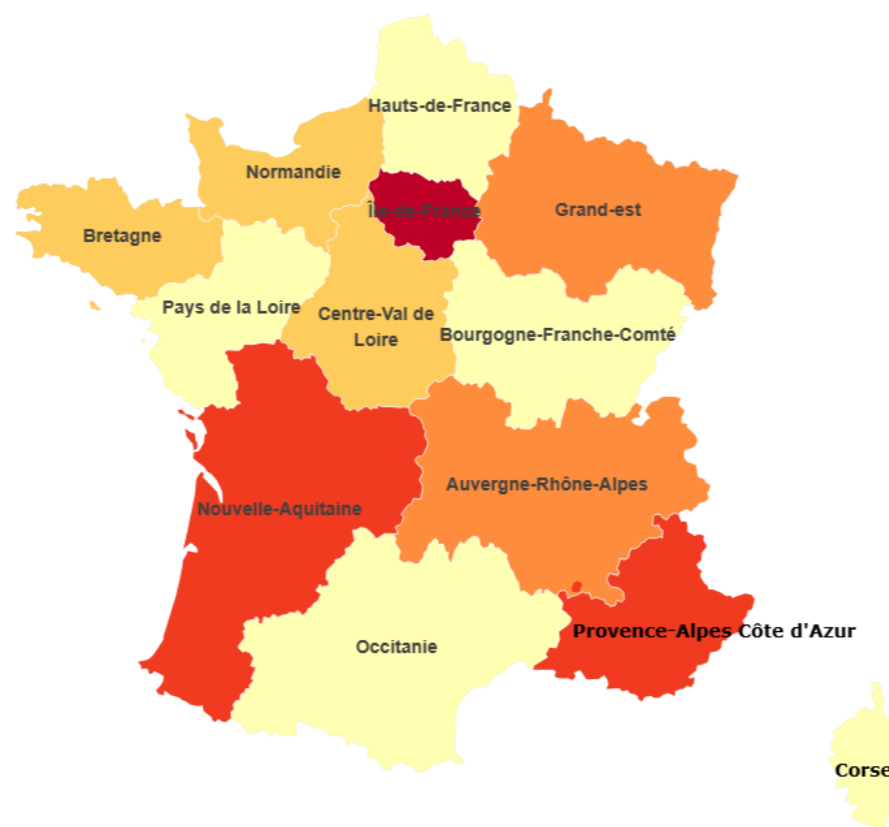 Hauts-de-France
Normandie
Île-de-France
Grand-est
Bretagne
Pays de la Loire
Centre-Val de
Loire
Bourgogne-Franche-Comté
Auvergne-Rhône-Alpes
Nouvelle-Aquitaine
Provence-Alpes Côte d'Azur
Occitanie
Corse